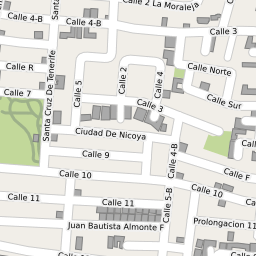 Calle 2 La Moraleja
Calle 4-B
Calle 4-B
Calle 3
Santa Cruz De Tenerife
Calle R
Calle 5
Calle 2
Calle 4
Calle Norte
Calle 7
Calle 3
Calle Sur
Ciudad De Nicoya
Calle 9
Calle 4-B
Calle 10
Calle F
Calle 10
Calle 11
Calle 11
Calle 5-B
Juan Bautista Almonte F
Prolongacion 11